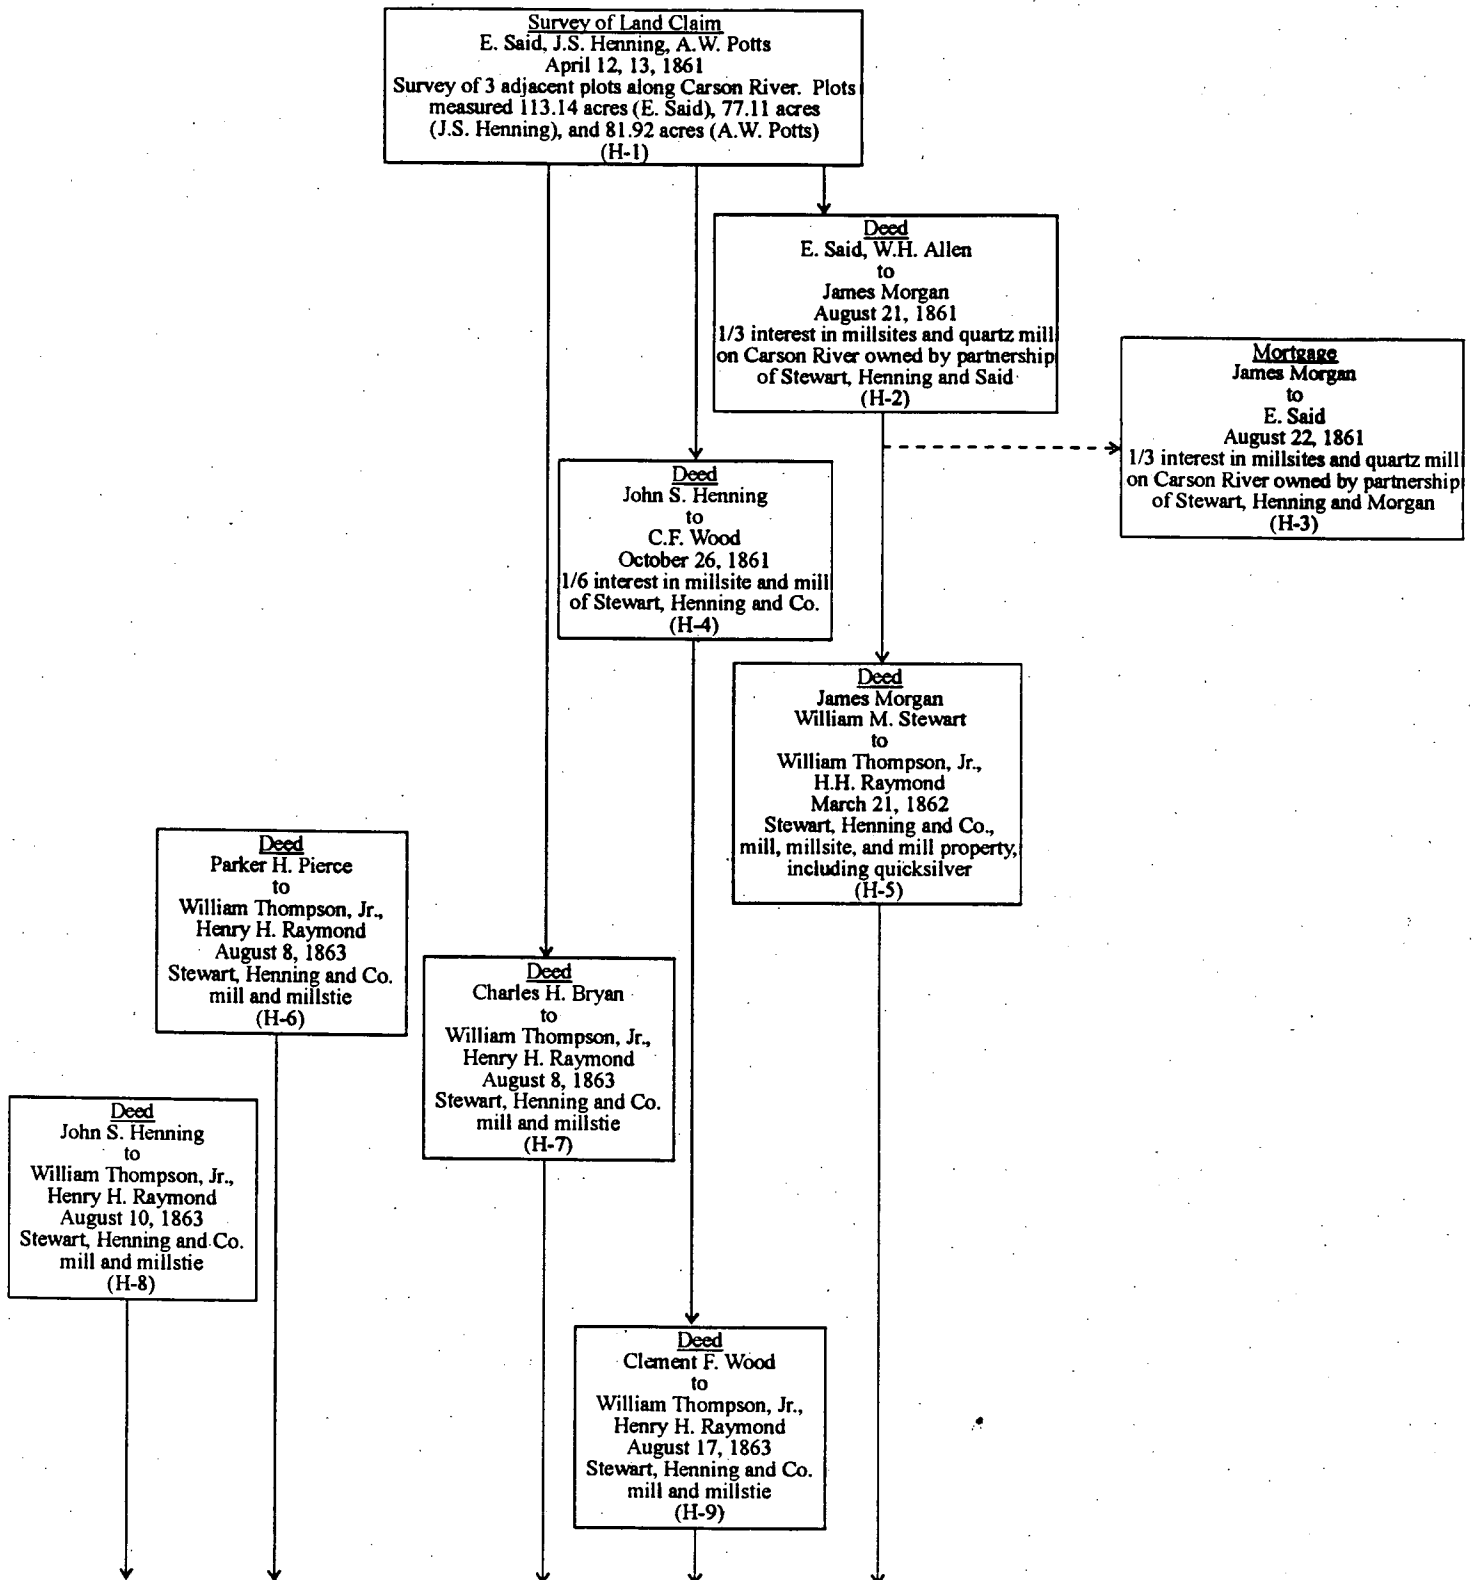 Survey of Land Claim
E. Said, J.S. Henning, A.W. Potts
April 12, 13, 1861
Survey of 3 adjacent plots along Carson River. Plots
measured 113.14 acres (E. Said), 77.11 acres
(J.S. Henning), and 81.92 acres (A.W. Potts)
(H-1)
Deed
E. Said, W.H. Allen
to
James Morgan
August 21, 1861
1/3 interest in millsites and quartz mill
on Carson River owned by partnership
of Stewart, Henning and Said
(H-2)
Mortgage
James Morgan
to
E. Said
August 22, 1861
1/3 interest in millsites and quartz mill
on Carson River owned by partnership
of Stewart, Henning and Morgan
(H-3)
Deed
John S. Henning
to
C.F. Wood
October 26, 1861
1/6 interest in millsite and mill
of Stewart, Henning and Co.
(H-4)
Deed
James Morgan
William M. Stewart
to
William Thompson, Jr.,
H.H. Raymond
March 21, 1862
Stewart, Henning and Co.,
mill, millsite, and mill property,
including quicksilver
(H-5)
Deed
Parker H. Pierce
to
William Thompson, Jr.,
Henry H. Raymond
August 8, 1863
Stewart, Henning and Co.
mill and millstie
(H-6)
Deed
Charles H. Bryan
to
William Thompson, Jr.,
Henry H. Raymond
August 8, 1863
Stewart, Henning and Co.
mill and millstie
(H-7)
Deed
John S. Henning
to
William Thompson, Jr.,
Henry H. Raymond
August 10, 1863
Stewart, Henning and Co.
mill and millstie
(H-8)
Deed
Clement F. Wood
to
William Thompson, Jr.,
Henry H. Raymond
August 17, 1863
Stewart, Henning and Co.
mill and millstie
(H-9)